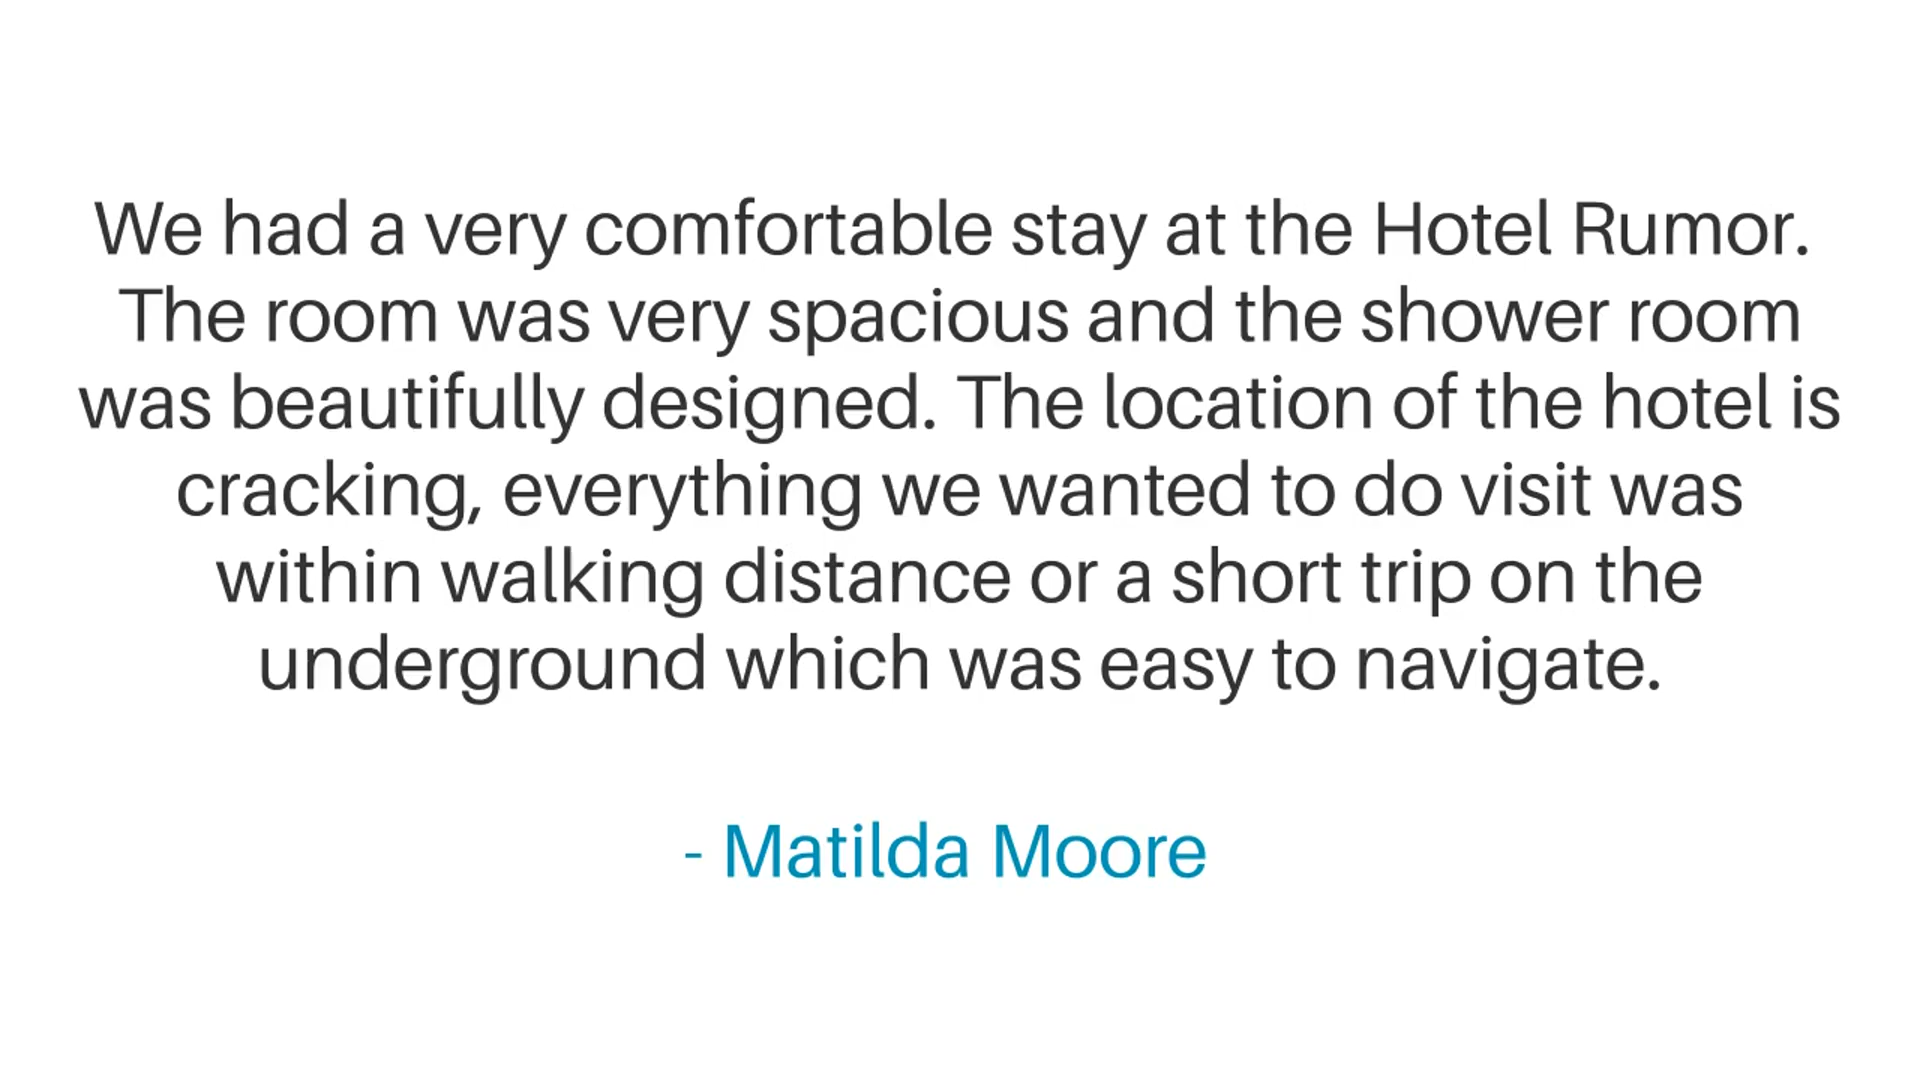 We had a very comfortable stay at the Hotel Rumor.
The room was very spacious and the shower room
was beautifully designed. The location of the hotel is
cracking, everything we wanted to do visit was
within walking distance or a short trip on the
underground which was easy to navigate.
- Matilda Moore